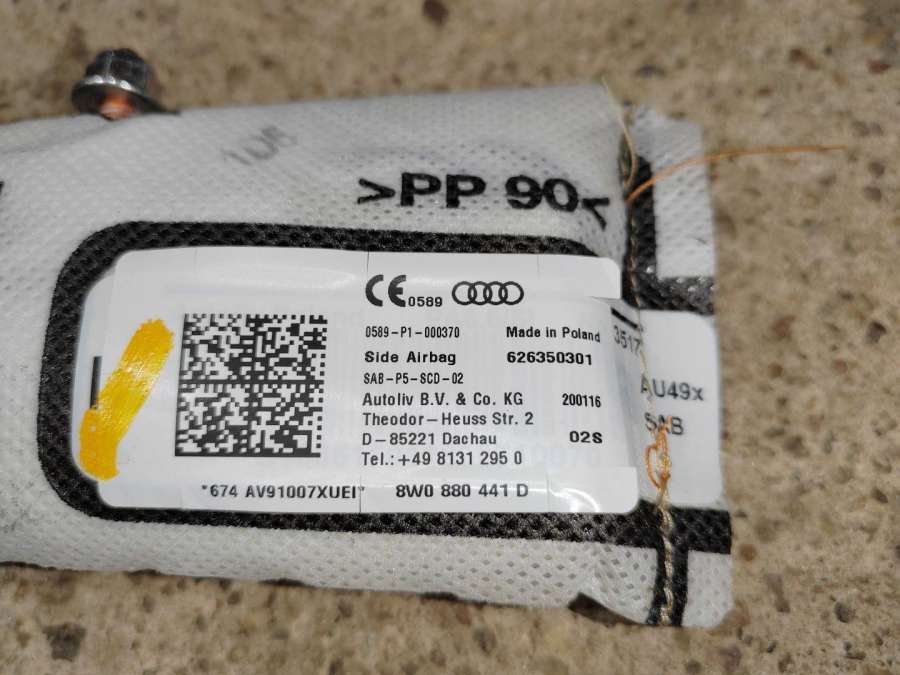 >PP 90<
CE 0589
0589-P1-000370 Made in Poland
Side Airbag 626350301
SAB-P5-SCD-02
Autoliv B.V. & Co. KG 200116
Theodor-Heuss Str. 2
D-85221 Dachau 02S
Tel.:+49 8131 295 0
*674 AV91007XUEI* 8W0 880 441 D
3517
AU49x
SAB